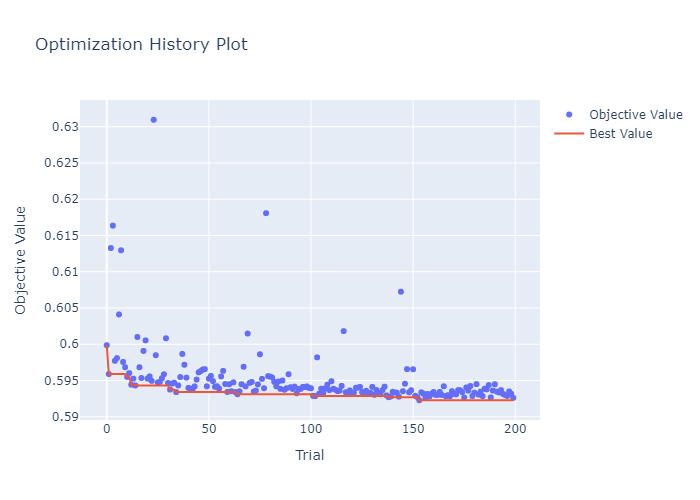 Optimization History Plot
Objective Value
Best Value
0.63
0.625
0.62
0.615
0.61
0.605
0.6
0.595
0.59
Objective Value
0
50
100
150
200
Trial